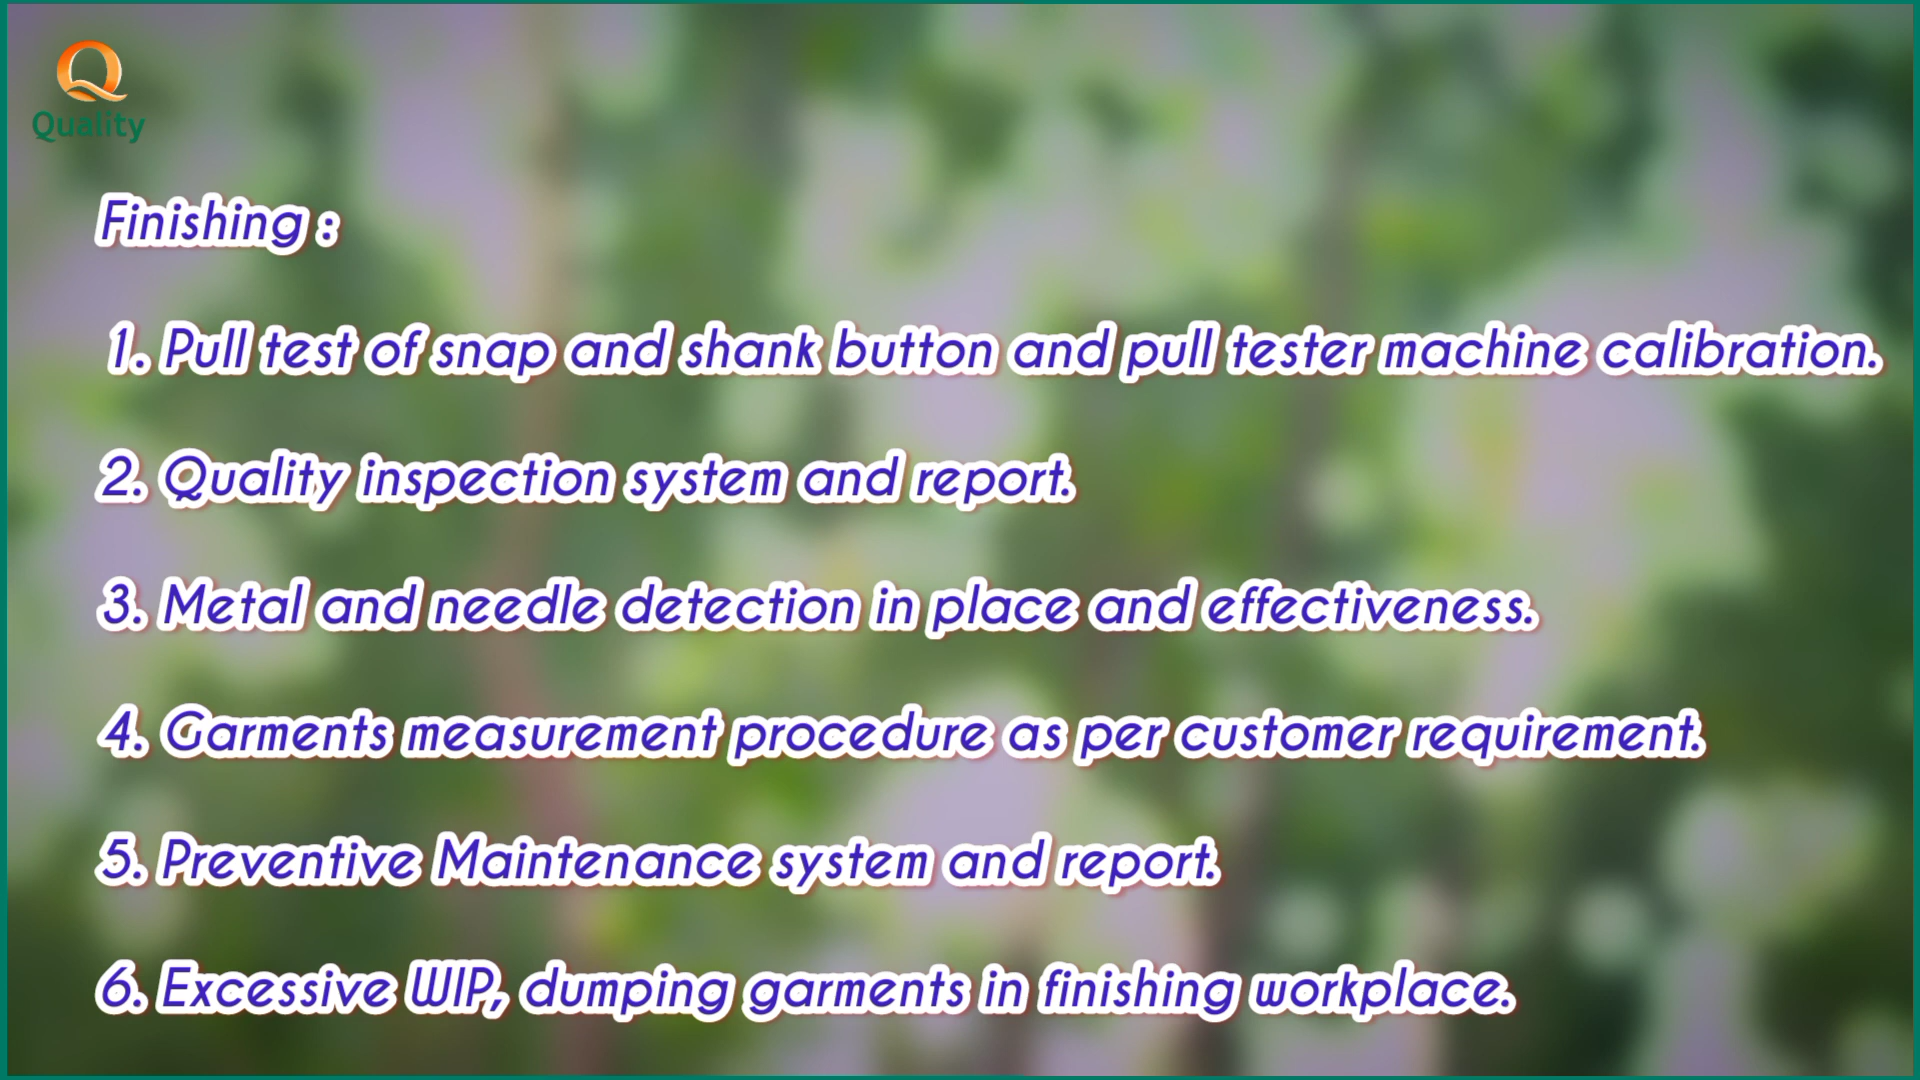 Quality
Finishing :
1. Pull test of snap and shank button and pull tester machine calibration.
2. Quality inspection system and report.
3. Metal and needle detection in place and effectiveness.
4. Garments measurement procedure as per customer requirement.
5. Preventive Maintenance system and report.
6. Excessive WIP, dumping garments in finishing workplace.